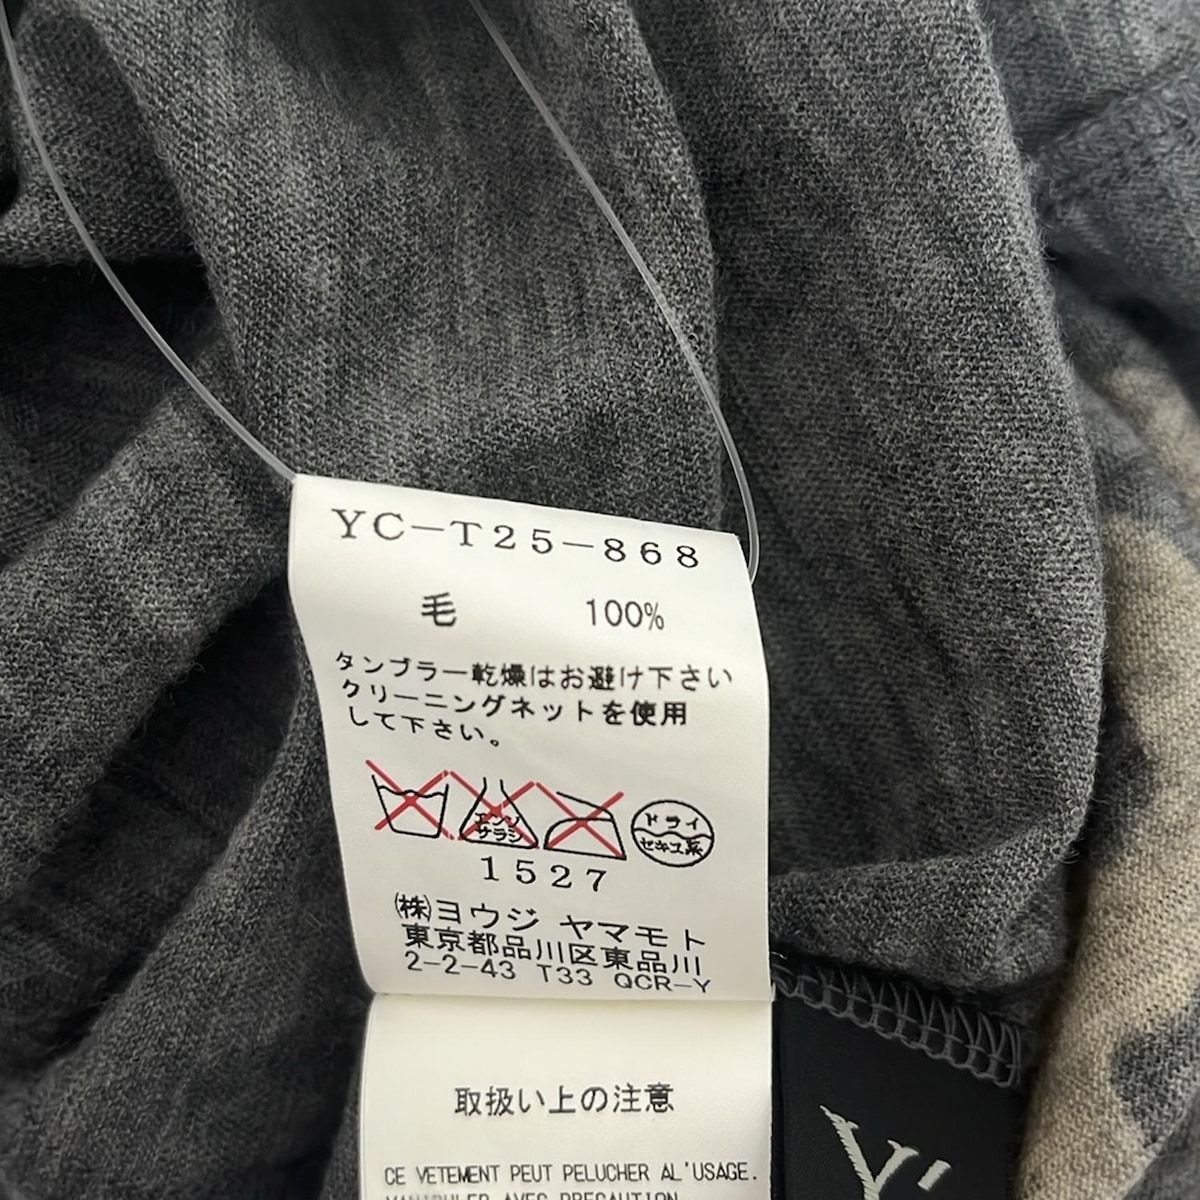 YC-T25-868
毛 100%
タンブラー乾燥はお避け下さい
クリーニングネットを使用
して下さい。
エンソ
サラシ
ドライ
セキユ系
1527
㈱ヨウジ ヤマモト
東京都品川区東品川
2-2-43 T33 QCR-Y
取扱い上の注意
CE VETEMENT PEUT PELUCHER AL'USAGE.
MANIPULER AVEC PRECAUTION
Y's